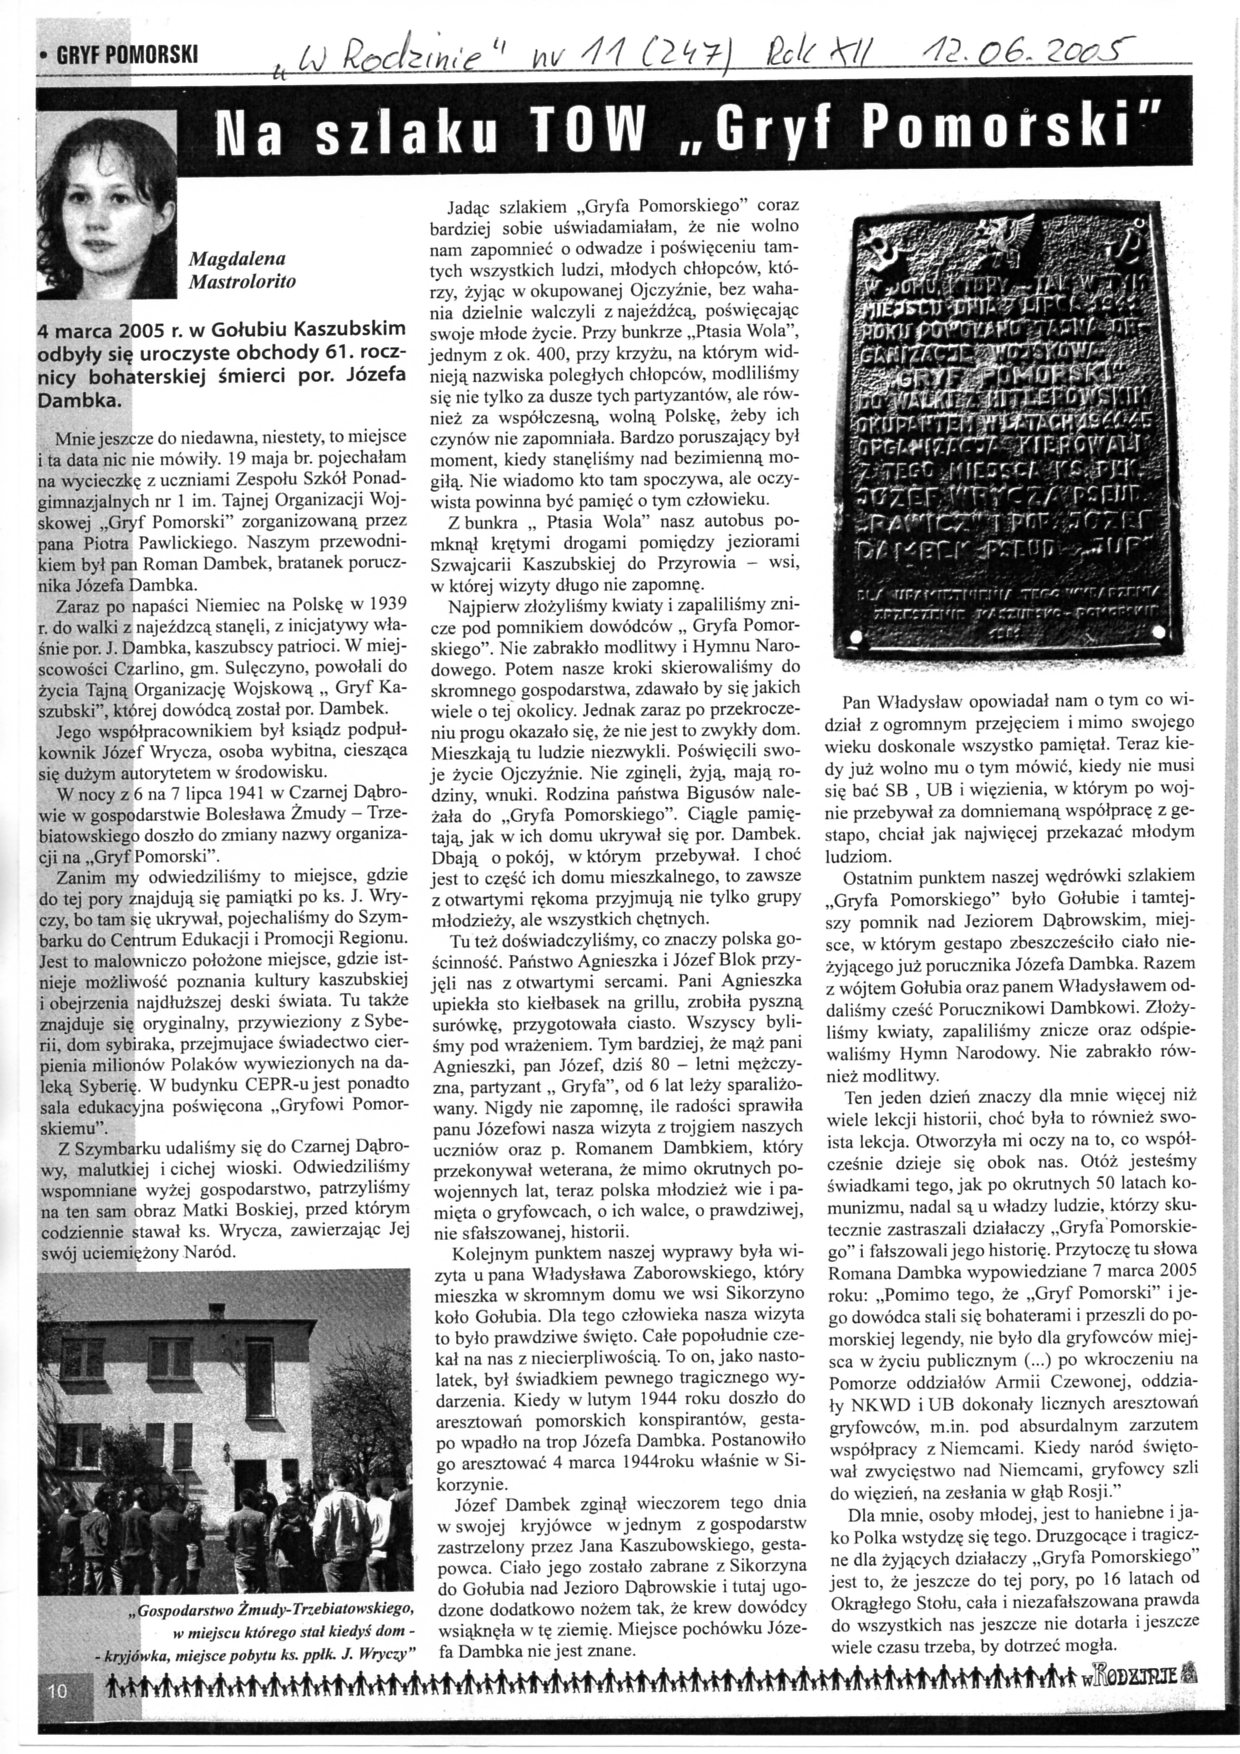 • GRYF POMORSKI
„W Rodzinie" nr 11 (247) Rok XII 12.06.2005
Na szlaku TOW „Gryf Pomorski"
Magdalena
Mastrolorito
4 marca 2005 r. w Gołubiu Kaszubskim
odbyły się uroczyste obchody 61. rocz-
nicy bohaterskiej śmierci por. Józefa
Dambka.
Mnie jeszcze do niedawna, niestety, to miejsce
i ta data nic nie mówiły. 19 maja br. pojechałam
na wycieczkę z uczniami Zespołu Szkół Ponad-
gimnazjalnych nr 1 im. Tajnej Organizacji Woj-
skowej „Gryf Pomorski" zorganizowaną przez
pana Piotra Pawlickiego. Naszym przewodni-
kiem był pan Roman Dambek, bratanek porucz-
nika Józefa Dambka.
Zaraz po napaści Niemiec na Polskę w 1939
r. do walki z najeźdzcą stanęli, z inicjatywy wła-
śnie por. J. Dambka, kaszubscy patrioci. W miej-
scowości Czarlino, gm. Sulęczyno, powołali do
życia Tajną Organizację Wojskową „ Gryf Ka-
szubski", której dowódcą został por. Dambek.
Jego współpracownikiem był ksiądz podpuł-
kownik Józef Wrycza, osoba wybitna, ciesząca
się dużym autorytetem w środowisku.
W nocy z 6 na 7 lipca 1941 w Czarnej Dąbro-
wie w gospodarstwie Bolesława Żmudy – Trze-
biatowskiego doszło do zmiany nazwy organiza-
cji na „Gryf Pomorski".
Zanim my odwiedziliśmy to miejsce, gdzie
do tej pory znajdują się pamiątki po ks. J. Wry-
czy, bo tam się ukrywał, pojechaliśmy do Szym-
barku do Centrum Edukacji i Promocji Regionu.
Jest to malowniczo położone miejsce, gdzie ist-
nieje możliwość poznania kultury kaszubskiej
i obejrzenia najdłuższej deski świata. Tu także
znajduje się oryginalny, przywieziony z Sybe-
rii, dom sybiraka, przejmujace świadectwo cier-
pienia milionów Polaków wywiezionych na da-
leką Syberię. W budynku CEPR-u jest ponadto
sala edukacyjna poświęcona „Gryfowi Pomor-
skiemu".
Z Szymbarku udaliśmy się do Czarnej Dąbro-
wy, malutkiej i cichej wioski. Odwiedziliśmy
wspomniane wyżej gospodarstwo, patrzyliśmy
na ten sam obraz Matki Boskiej, przed którym
codziennie stawał ks. Wrycza, zawierzając Jej
swój uciemiężony Naród.
„Gospodarstwo Żmudy-Trzebiatowskiego,
w miejscu którego stał kiedyś dom -
- kryjówka, miejsce pobytu ks. ppłk. J. Wryczy"
Jadąc szlakiem „Gryfa Pomorskiego" coraz
bardziej sobie uświadamiałam, że nie wolno
nam zapomnieć o odwadze i poświęceniu tam-
tych wszystkich ludzi, młodych chłopców, któ-
rzy, żyjąc w okupowanej Ojczyźnie, bez waha-
nia dzielnie walczyli z najeźdźcą, poświęcając
swoje młode życie. Przy bunkrze „Ptasia Wola",
jednym z ok. 400, przy krzyżu, na którym wid-
nieją nazwiska poległych chłopców, modliliśmy
się nie tylko za dusze tych partyzantów, ale rów-
nież za współczesną, wolną Polskę, żeby ich
czynów nie zapomniała. Bardzo poruszający był
moment, kiedy stanęliśmy nad bezimienną mo-
giłą. Nie wiadomo kto tam spoczywa, ale oczy-
wista powinna być pamięć o tym człowieku.
Z bunkra „ Ptasia Wola" nasz autobus po-
mknął krętymi drogami pomiędzy jeziorami
Szwajcarii Kaszubskiej do Przyrowia – wsi,
w której wizyty długo nie zapomnę.
Najpierw złożyliśmy kwiaty i zapaliliśmy zni-
cze pod pomnikiem dowódców „ Gryfa Pomor-
skiego". Nie zabrakło modlitwy i Hymnu Naro-
dowego. Potem nasze kroki skierowaliśmy do
skromnego gospodarstwa, zdawało by się jakich
wiele o tej okolicy. Jednak zaraz po przekrocze-
niu progu okazało się, że nie jest to zwykły dom.
Mieszkają tu ludzie niezwykli. Poświęcili swo-
je życie Ojczyźnie. Nie zginęli, żyją, mają ro-
dziny, wnuki. Rodzina państwa Bigusów nale-
żała do „Gryfa Pomorskiego". Ciągle pamię-
tają, jak w ich domu ukrywał się por. Dambek.
Dbają o pokój, w którym przebywał. I choć
jest to część ich domu mieszkalnego, to zawsze
z otwartymi rękoma przyjmują nie tylko grupy
młodzieży, ale wszystkich chętnych.
Tu też doświadczyliśmy, co znaczy polska go-
ścinność. Państwo Agnieszka i Józef Blok przy-
jęli nas z otwartymi sercami. Pani Agnieszka
upiekła sto kiełbasek na grillu, zrobiła pyszną
surówkę, przygotowała ciasto. Wszyscy byli-
śmy pod wrażeniem. Tym bardziej, że mąż pani
Agnieszki, pan Józef, dziś 80 – letni mężczy-
zna, partyzant „ Gryfa", od 6 lat leży sparaliżo-
wany. Nigdy nie zapomnę, ile radości sprawiła
panu Józefowi nasza wizyta z trojgiem naszych
uczniów oraz p. Romanem Dambkiem, który
przekonywał weterana, że mimo okrutnych po-
wojennych lat, teraz polska młodzież wie i pa-
mięta o gryfowcach, o ich walce, o prawdziwej,
nie sfałszowanej, historii.
Kolejnym punktem naszej wyprawy była wi-
zyta u pana Władysława Zaborowskiego, który
mieszka w skromnym domu we wsi Sikorzyno
koło Gołubia. Dla tego człowieka nasza wizyta
to było prawdziwe święto. Całe popołudnie cze-
kał na nas z niecierpliwością. To on, jako nasto-
latek, był świadkiem pewnego tragicznego wy-
darzenia. Kiedy w lutym 1944 roku doszło do
aresztowań pomorskich konspirantów, gesta-
po wpadło na trop Józefa Dambka. Postanowiło
go aresztować 4 marca 1944roku właśnie w Si-
korzynie.
Józef Dambek zginął wieczorem tego dnia
w swojej kryjówce w jednym z gospodarstw
zastrzelony przez Jana Kaszubowskiego, gesta-
powca. Ciało jego zostało zabrane z Sikorzyna
do Gołubia nad Jezioro Dąbrowskie i tutaj ugo-
dzone dodatkowo nożem tak, że krew dowódcy
wsiąknęła w tę ziemię. Miejsce pochówku Józe-
fa Dambka nie jest znane.
W DOMU, KTÓRY STAŁ W TYM
MIEJSCU DNIA 7 LIPCA 1941
ROKU POWOŁANO TAJNĄ OR-
GANIZACJĘ WOJSKOWĄ
„GRYF POMORSKI"
DO WALKI Z HITLEROWSKIM
OKUPANTEM W LATACH 1941-45
ORGANIZACJĄ KIEROWALI
Z TEGO MIEJSCA KS. PŁK.
JÓZEF WRYCZA PSEUD.
„RAWICZ" I POR. JÓZEF
DAMBEK PSEUD. „JUR"
DLA UPAMIĘTNIENIA TEGO WYDARZENIA
ZRZESZENIE KASZUBSKO-POMORSKIE
Pan Władysław opowiadał nam o tym co wi-
dział z ogromnym przejęciem i mimo swojego
wieku doskonale wszystko pamiętał. Teraz kie-
dy już wolno mu o tym mówić, kiedy nie musi
się bać SB , UB i więzienia, w którym po woj-
nie przebywał za domniemaną współpracę z ge-
stapo, chciał jak najwięcej przekazać młodym
ludziom.
Ostatnim punktem naszej wędrówki szlakiem
„Gryfa Pomorskiego" było Gołubie i tamtej-
szy pomnik nad Jeziorem Dąbrowskim, miej-
sce, w którym gestapo zbezcześciło ciało nie-
żyjącego już porucznika Józefa Dambka. Razem
z wójtem Gołubia oraz panem Władysławem od-
daliśmy cześć Porucznikowi Dambkowi. Złoży-
liśmy kwiaty, zapaliliśmy znicze oraz odśpie-
waliśmy Hymn Narodowy. Nie zabrakło rów-
nież modlitwy.
Ten jeden dzień znaczy dla mnie więcej niż
wiele lekcji historii, choć była to również swo-
ista lekcja. Otworzyła mi oczy na to, co współ-
cześnie dzieje się obok nas. Otóż jesteśmy
świadkami tego, jak po okrutnych 50 latach ko-
munizmu, nadal są u władzy ludzie, którzy sku-
tecznie zastraszali działaczy „Gryfa Pomorskie-
go" i fałszowali jego historię. Przytoczę tu słowa
Romana Dambka wypowiedziane 7 marca 2005
roku: „Pomimo tego, że „Gryf Pomorski" i je-
go dowódca stali się bohaterami i przeszli do po-
morskiej legendy, nie było dla gryfowców miej-
sca w życiu publicznym (...) po wkroczeniu na
Pomorze oddziałów Armii Czewonej, oddzia-
ły NKWD i UB dokonały licznych aresztowań
gryfowców, m.in. pod absurdalnym zarzutem
współpracy z Niemcami. Kiedy naród święto-
wał zwycięstwo nad Niemcami, gryfowcy szli
do więzień, na zesłania w głąb Rosji."
Dla mnie, osoby młodej, jest to haniebne i ja-
ko Polka wstydzę się tego. Druzgocące i tragicz-
ne dla żyjących działaczy „Gryfa Pomorskiego"
jest to, że jeszcze do tej pory, po 16 latach od
Okrągłego Stołu, cała i niezafałszowana prawda
do wszystkich nas jeszcze nie dotarła i jeszcze
wiele czasu trzeba, by dotrzeć mogła.
10
w RODZINIE